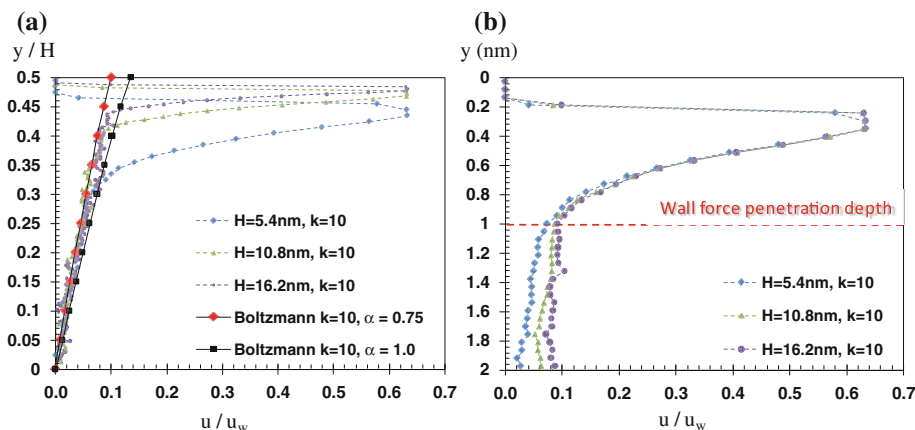 (a)
y / H
0.5
0.45
0.4
0.35
0.3
0.25
0.2
0.15
0.1
0.05
0
0.0 0.1 0.2 0.3 0.4 0.5 0.6 0.7
u / u_w
H=5.4nm, k=10
H=10.8nm, k=10
H=16.2nm, k=10
Boltzmann k=10, α = 0.75
Boltzmann k=10, α = 1.0
(b)
y (nm)
0
0.2
0.4
0.6
0.8
1
1.2
1.4
1.6
1.8
2
0.0 0.1 0.2 0.3 0.4 0.5 0.6 0.7
u / u_w
Wall force penetration depth
H=5.4nm, k=10
H=10.8nm, k=10
H=16.2nm, k=10